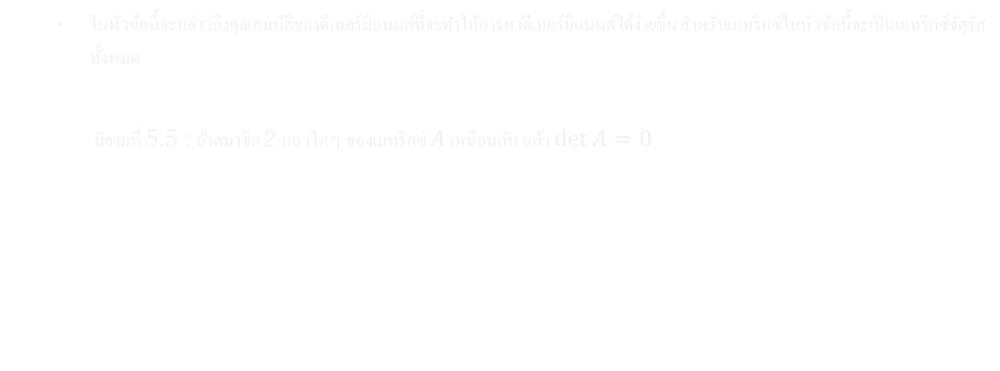 • ในหัวข้อนี้จะกล่าวถึงคุณสมบัติของดีเทอร์มิแนนต์ที่จะทำให้การหาดีเทอร์มิแนนต์ได้ง่ายขึ้น สำหรับเมทริกซ์ในหัวข้อนี้จะเป็นเมทริกซ์จัตุรัส
ทั้งหมด
นิยามที่ 5.5 : ถ้าสมาชิก 2 แถวใด ๆ ของเมทริกซ์ A เหมือนกัน แล้ว det A = 0